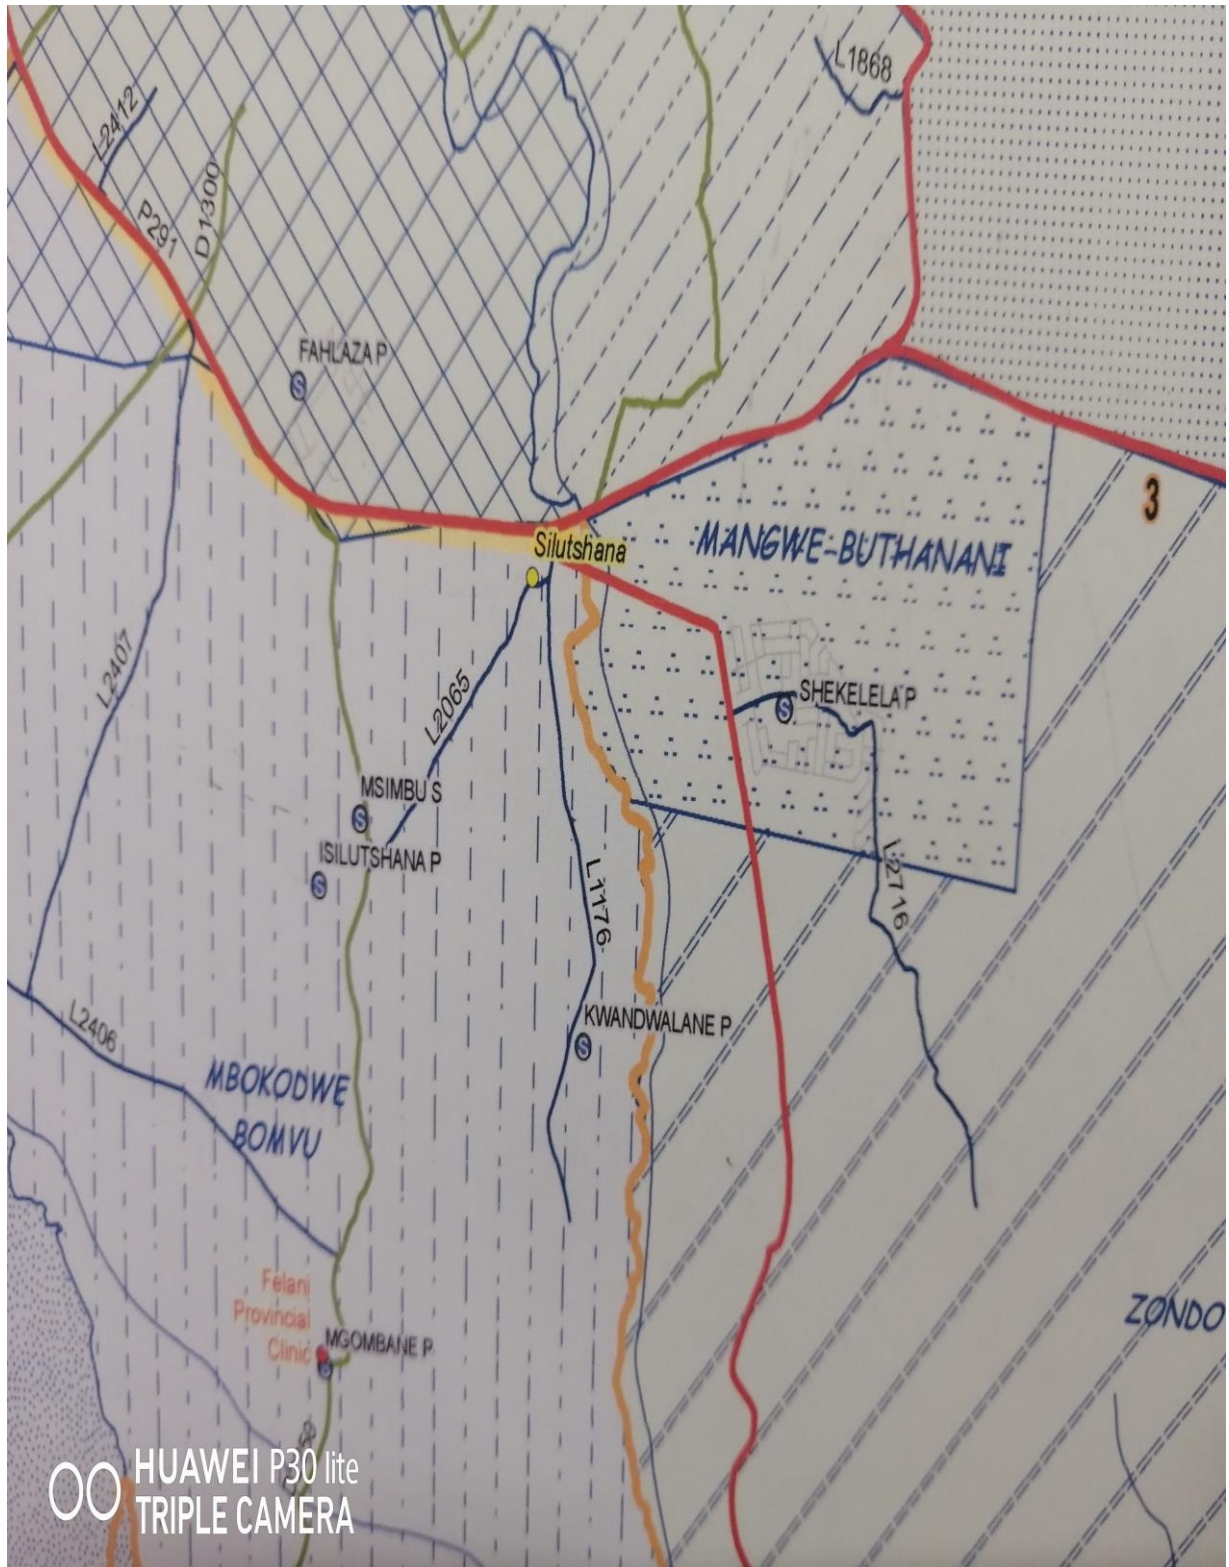 L1868
L2412
P291
D1300
FAHLAZA P
S
3
Silutshana
MANGWE-BUTHANANI
L2407
L2065
SHEKELELA P
S
MSIMBU S
S
ISILUTSHANA P
S
L1176
L2716
KWANDWALANE P
S
L2406
MBOKODWE
BOMVU
Felani
Provincial
Clinic
MGOMBANE P
ZONDO
HUAWEI P30 lite
TRIPLE CAMERA